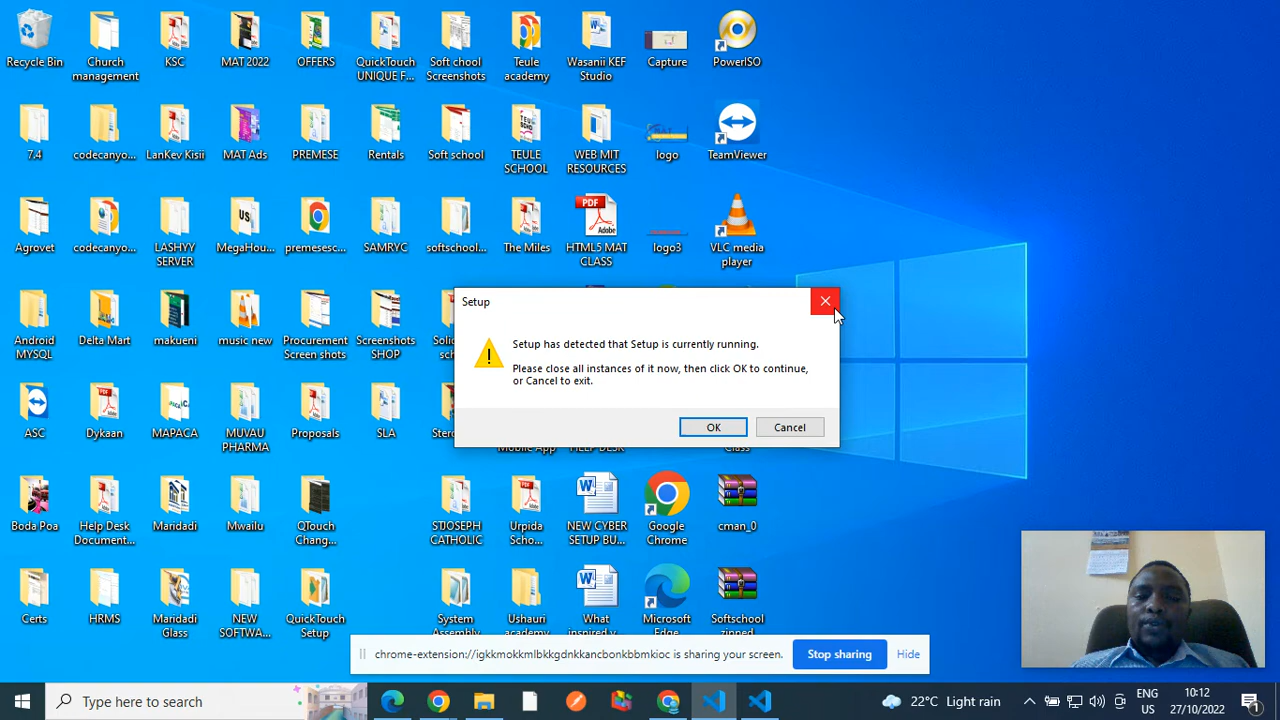 Recycle Bin
Church
management
KSC
MAT 2022
OFFERS
QuickTouch
UNIQUE F...
Soft chool
Screenshots
Teule
academy
Wasanii KEF
Studio
Capture
PowerISO
7.4
codecanyo...
LanKev Kisii
MAT Ads
PREMESE
Rentals
Soft school
TEULE
SCHOOL
WEB MIT
RESOURCES
logo
TeamViewer
Agrovet
codecanyo...
LASHYY
SERVER
MegaHou...
premesesc...
SAMRYC
softschool...
The Miles
HTML5 MAT
CLASS
logo3
VLC media
player
Setup
Setup has detected that Setup is currently running.
Please close all instances of it now, then click OK to continue,
or Cancel to exit.
OK
Cancel
Android
MYSQL
Delta Mart
makueni
music new
Procurement
Screen shots
Screenshots
SHOP
ASC
Dykaan
MAPACA
MUVAU
PHARMA
Proposals
SLA
Boda Poa
Help Desk
Document...
Maridadi
Mwailu
QTouch
Chang...
STJOSEPH
CATHOLIC
Urpida
Scho...
NEW CYBER
SETUP BU...
Google
Chrome
cman_0
Certs
HRMS
Maridadi
Glass
NEW
SOFTWA...
QuickTouch
Setup
System
Assembly
Ushauri
academy
What
inspired y...
Microsoft
Edge
Softschool
zipped
chrome-extension://igkkmokkmlbkkgdnkkancbonkbbmkioc is sharing your screen.
Stop sharing
Hide
Type here to search
22°C Light rain
ENG
US
10:12
27/10/2022
1